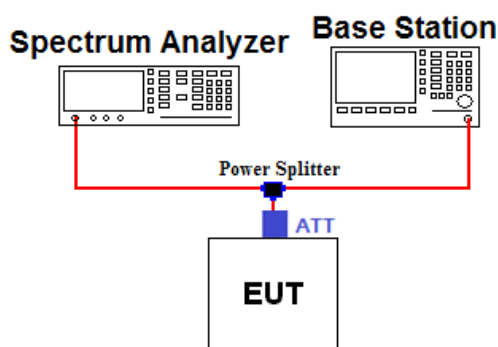 Spectrum Analyzer
Base Station
Power Splitter
ATT
EUT